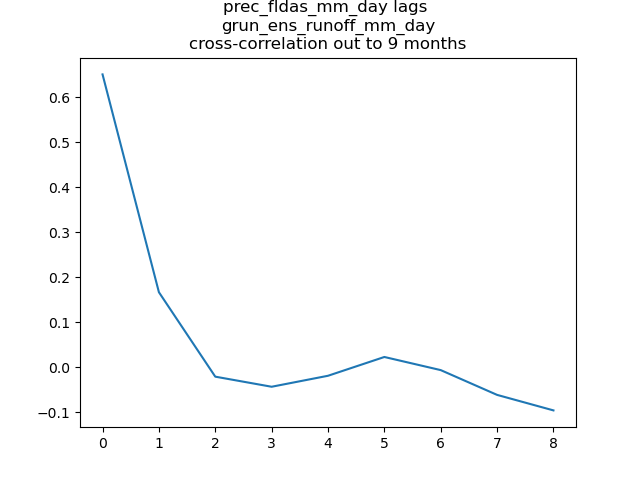 prec_fldas_mm_day lags
grun_ens_runoff_mm_day
cross-correlation out to 9 months
0.6
0.5
0.4
0.3
0.2
0.1
0.0
−0.1
0 1 2 3 4 5 6 7 8